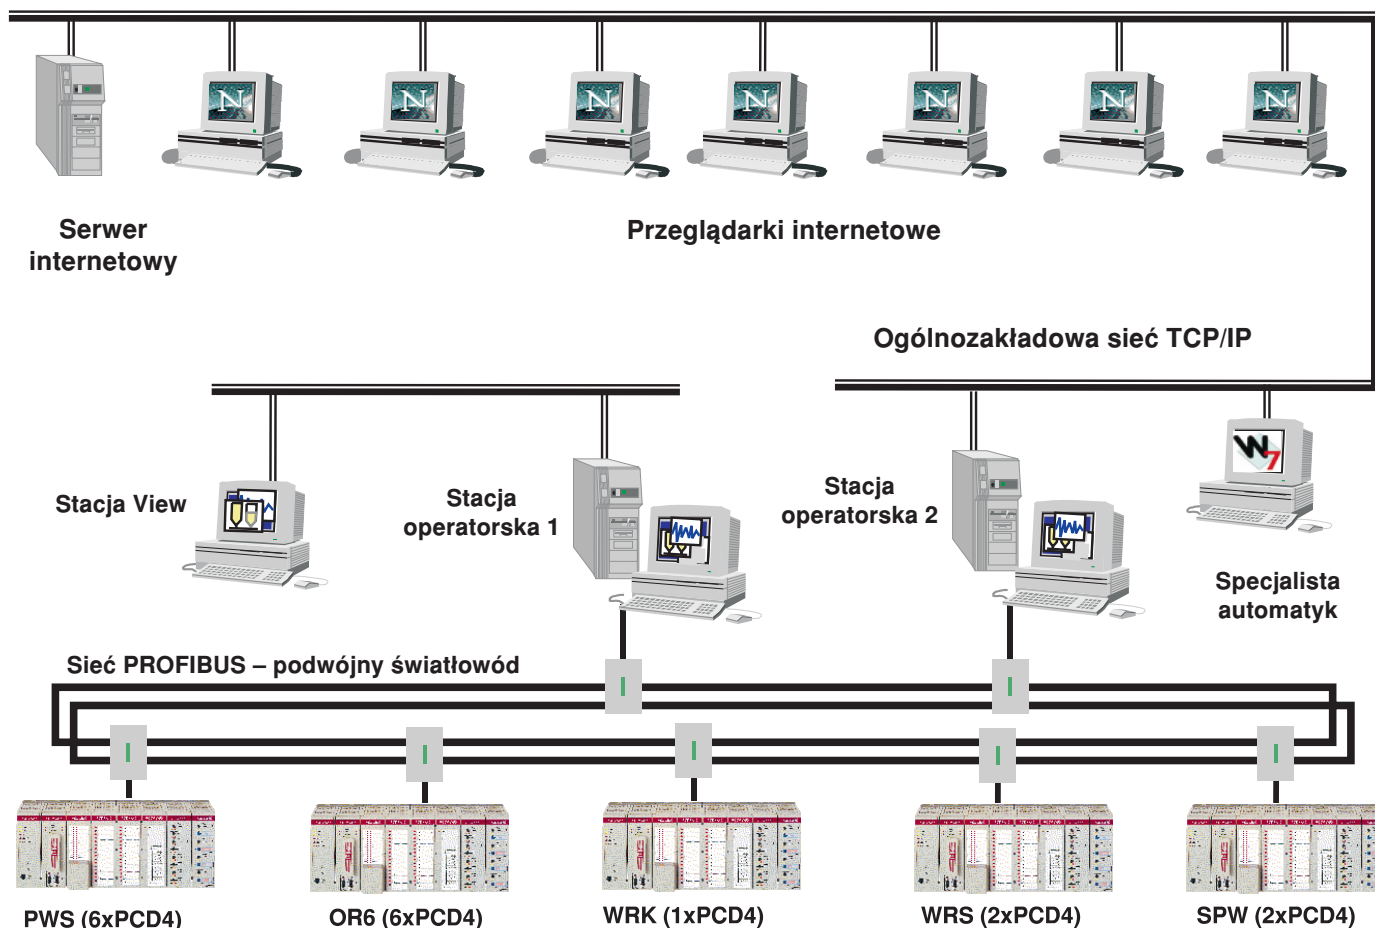 N N N N N N N
Serwer
internetowy
Przeglądarki internetowe
Ogólnozakładowa sieć TCP/IP
W7
Stacja View
Stacja
operatorska 1
Stacja
operatorska 2
Specjalista
automatyk
Sieć PROFIBUS – podwójny światłowód
PWS (6xPCD4)
OR6 (6xPCD4)
WRK (1xPCD4)
WRS (2xPCD4)
SPW (2xPCD4)